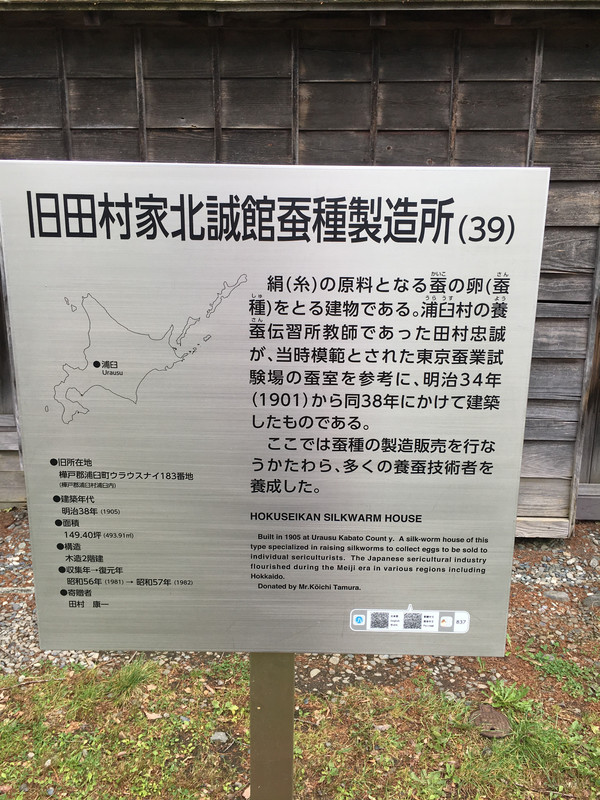 旧田村家北誠館蚕種製造所(39)
絹(糸)の原料となる蚕の卵(蚕
種)をとる建物である。浦臼村の養
蚕伝習所教師であった田村忠誠
が、当時模範とされた東京蚕業試
験場の蚕室を参考に、明治34年
(1901)から同38年にかけて建築
したものである。
ここでは蚕種の製造販売を行な
うかたわら、多くの養蚕技術者を
養成した。
浦臼
Urausu
●旧所在地
樺戸郡浦臼町ウラウスナイ183番地
(樺戸郡浦臼村浦臼内)
●建築年代
明治38年 (1905)
●面積
149.40坪 (493.91㎡)
●構造
木造2階建
●収集年→復元年
昭和56年 (1981) → 昭和57年 (1982)
●寄贈者
田村 康一
HOKUSEIKAN SILKWARM HOUSE
Built in 1905 at Urausu Kabato Count y. A silk-worm house of this
type specialized in raising silkworms to collect eggs to be sold to
individual sericulturists. The Japanese sericultural industry
flourished during the Meiji era in various regions including
Hokkaido.
Donated by Mr.Kōichi Tamura.
837